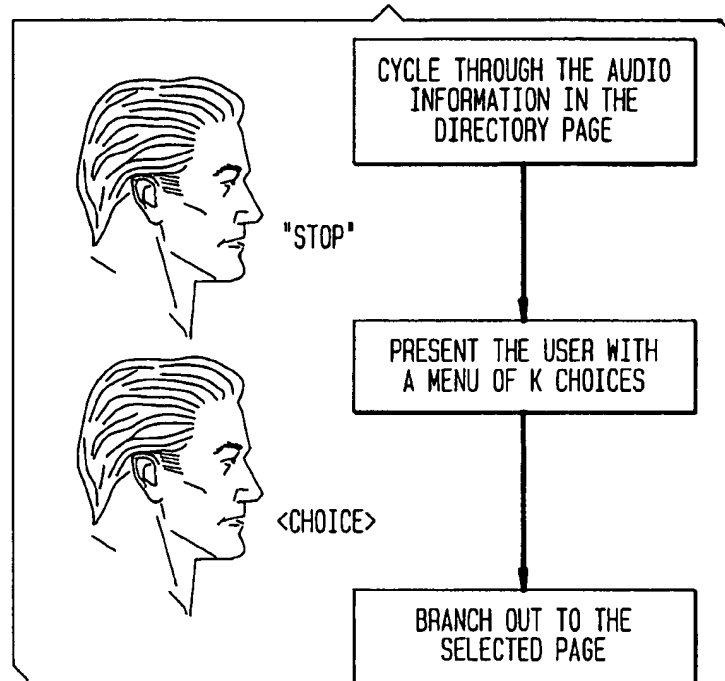 CYCLE THROUGH THE AUDIO
INFORMATION IN THE
DIRECTORY PAGE
"STOP"
PRESENT THE USER WITH
A MENU OF K CHOICES
<CHOICE>
BRANCH OUT TO THE
SELECTED PAGE